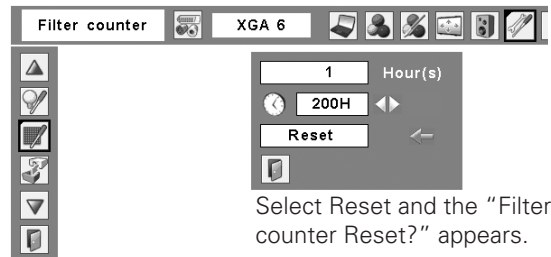 Filter counter
XGA 6
1 Hour(s)
200H
Reset
Select Reset and the “Filter
counter Reset?” appears.